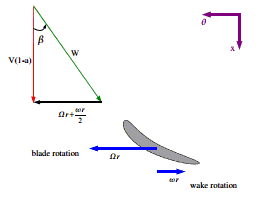 θ
x
β
V(1-a)
W
Ωr+ωr/2
blade rotation
Ωr
ωr
wake rotation